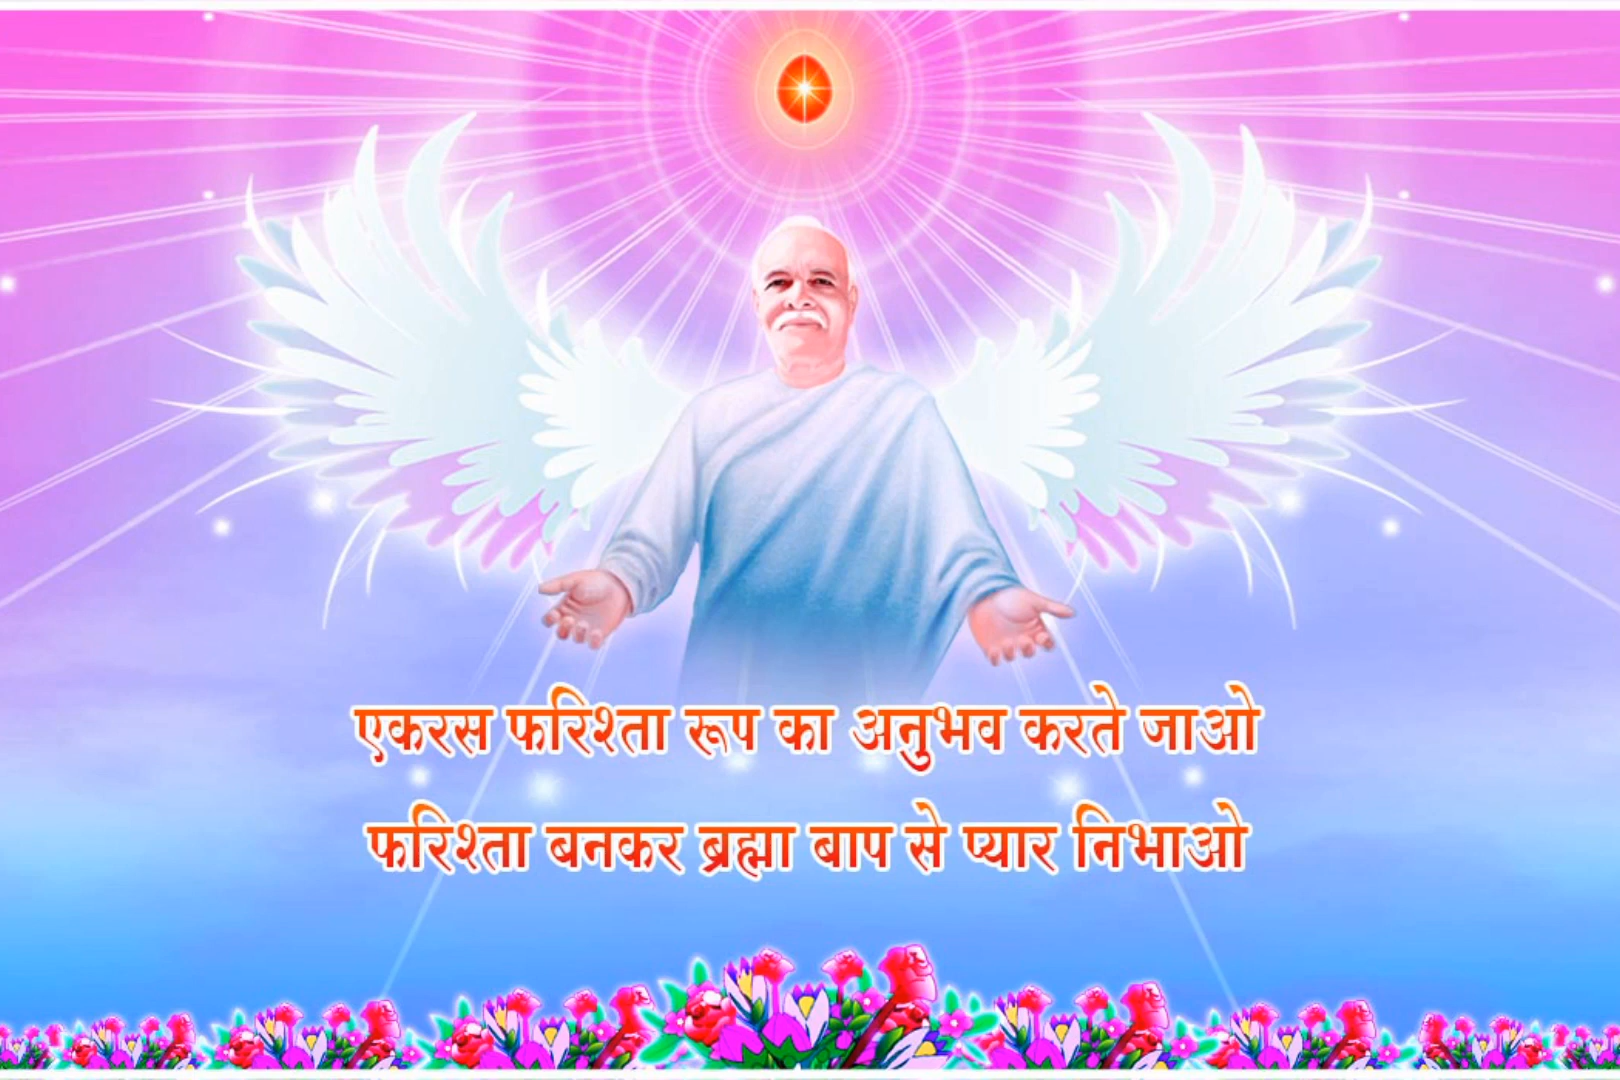 एकरस फरिश्ता रूप का अनुभव करते जाओ
फरिश्ता बनकर ब्रह्मा बाप से प्यार निभाओ